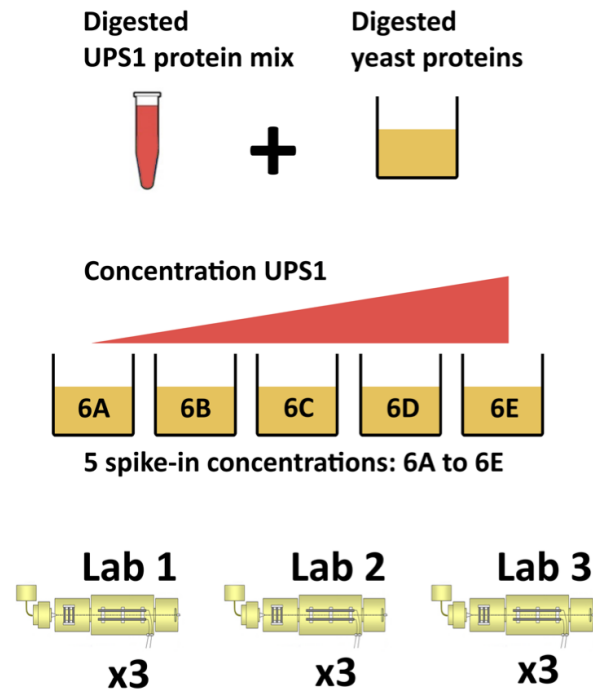 Digested
UPS1 protein mix
Digested
yeast proteins
+
Concentration UPS1
6A 6B 6C 6D 6E
5 spike-in concentrations: 6A to 6E
Lab 1 Lab 2 Lab 3
x3 x3 x3